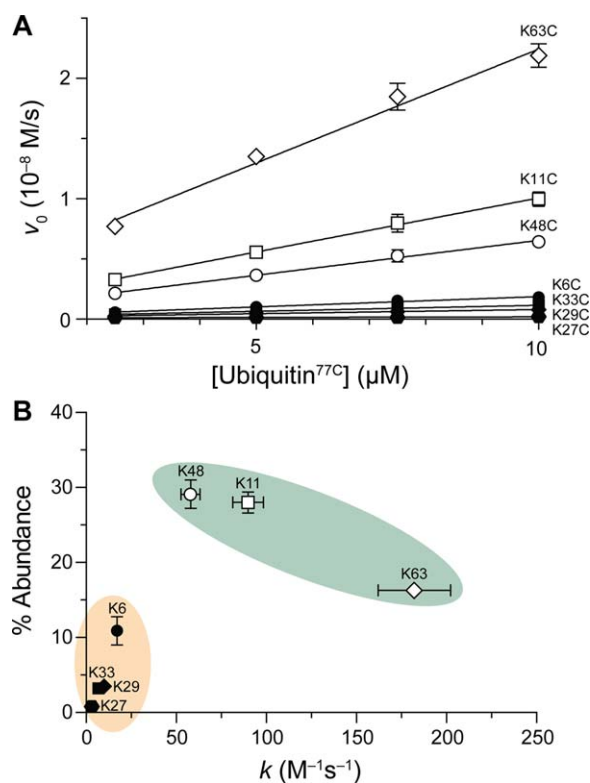 A
K63C
2
v₀ (10⁻⁸ M/s)
K11C
1
K48C
K6C
K33C
K29C
K27C
0
5
10
[Ubiquitin⁷⁷ᶜ] (µM)
B
40
K48
K11
30
% Abundance
20
K63
K6
10
K33
K29
K27
0
0
50
100
150
200
250
k (M⁻¹s⁻¹)